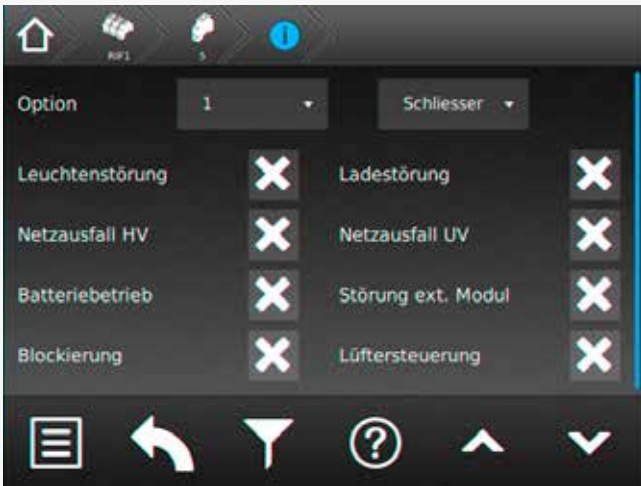 RIF1
5
Option 1 Schliesser
Leuchtenstörung Ladestörung
Netzausfall HV Netzausfall UV
Batteriebetrieb Störung ext. Modul
Blockierung Lüftersteuerung